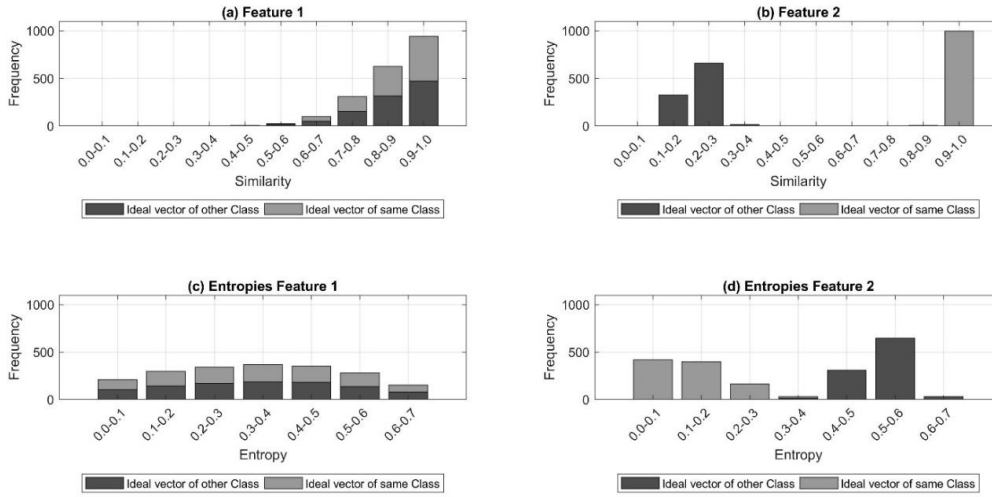 (a) Feature 1
1000
500
0
Frequency
0.0-0.1
0.1-0.2
0.2-0.3
0.3-0.4
0.4-0.5
0.5-0.6
0.6-0.7
0.7-0.8
0.8-0.9
0.9-1.0
Similarity
Ideal vector of other Class
Ideal vector of same Class
(b) Feature 2
1000
500
0
Frequency
0.0-0.1
0.1-0.2
0.2-0.3
0.3-0.4
0.4-0.5
0.5-0.6
0.6-0.7
0.7-0.8
0.8-0.9
0.9-1.0
Similarity
Ideal vector of other Class
Ideal vector of same Class
(c) Entropies Feature 1
1000
500
0
Frequency
0.0-0.1
0.1-0.2
0.2-0.3
0.3-0.4
0.4-0.5
0.5-0.6
0.6-0.7
Entropy
Ideal vector of other Class
Ideal vector of same Class
(d) Entropies Feature 2
1000
500
0
Frequency
0.0-0.1
0.1-0.2
0.2-0.3
0.3-0.4
0.4-0.5
0.5-0.6
0.6-0.7
Entropy
Ideal vector of other Class
Ideal vector of same Class